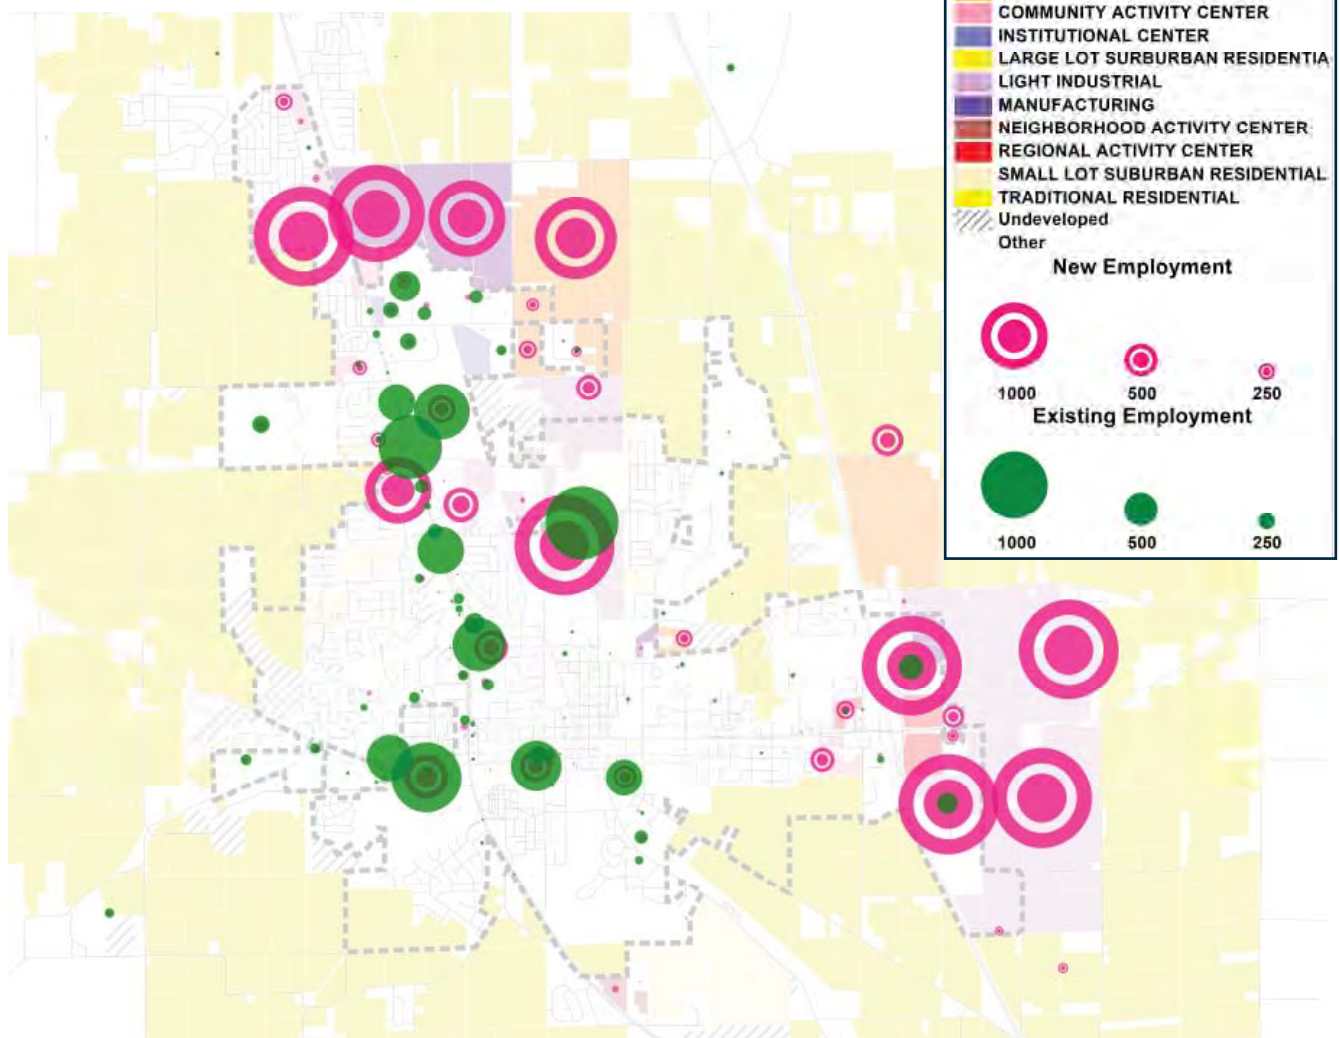 COMMUNITY ACTIVITY CENTER
INSTITUTIONAL CENTER
LARGE LOT SURBURBAN RESIDENTIA
LIGHT INDUSTRIAL
MANUFACTURING
NEIGHBORHOOD ACTIVITY CENTER
REGIONAL ACTIVITY CENTER
SMALL LOT SUBURBAN RESIDENTIAL
TRADITIONAL RESIDENTIAL
Undeveloped
Other
New Employment
1000 500 250
Existing Employment
1000 500 250